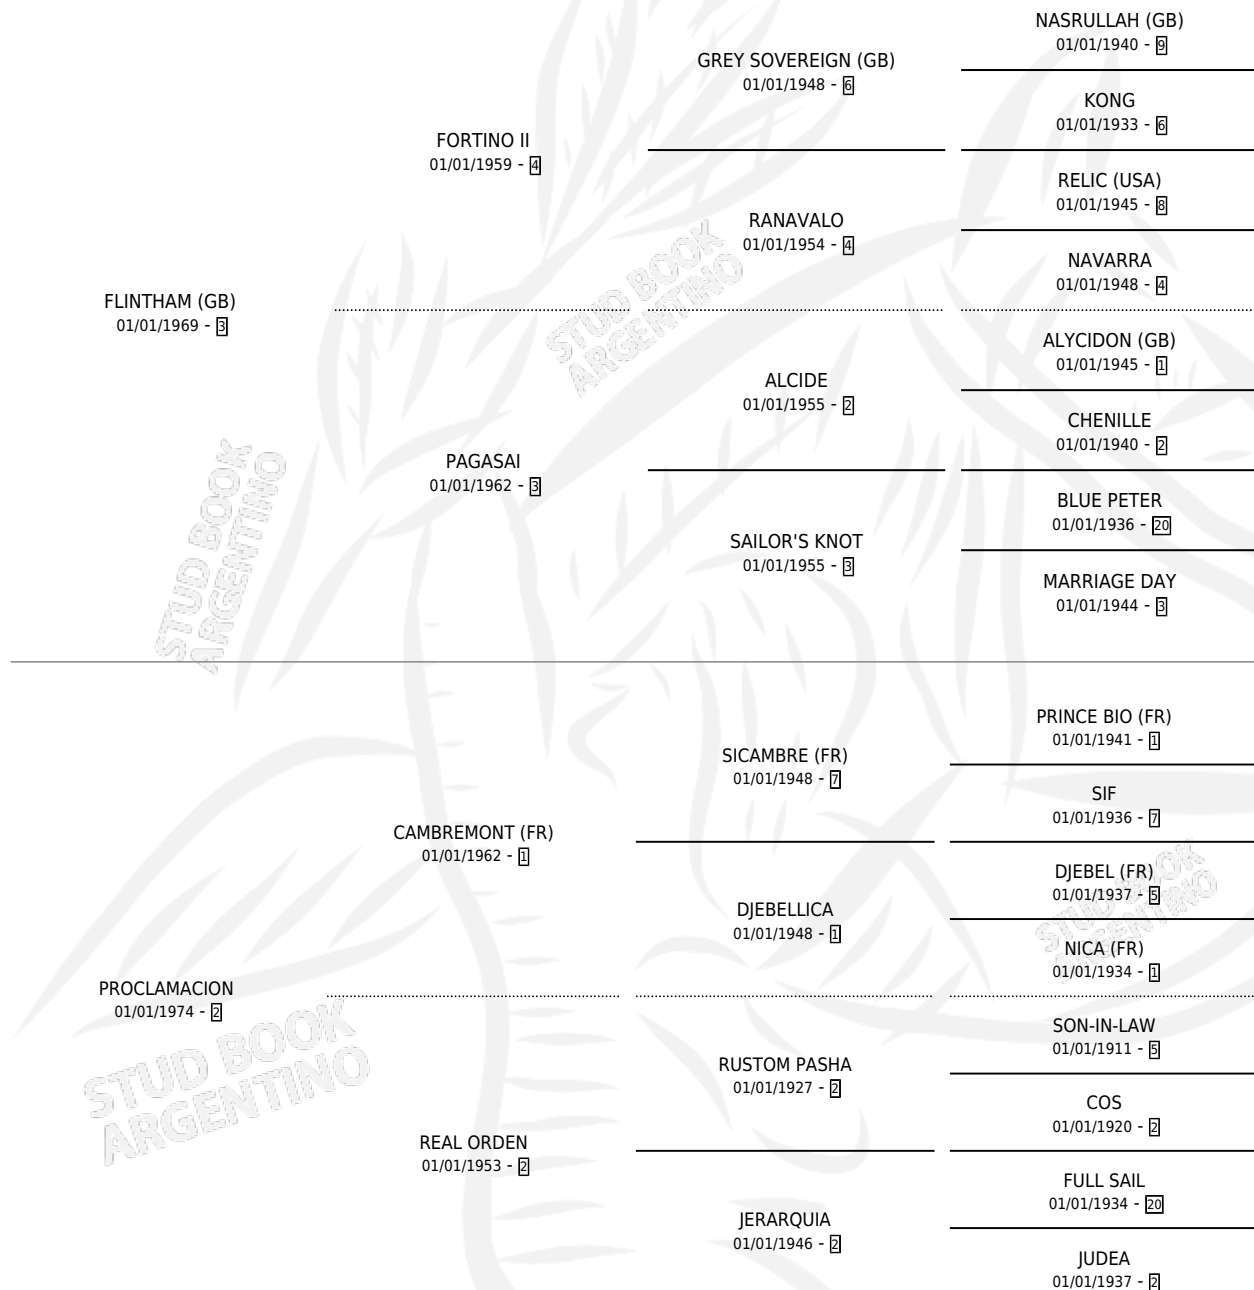 NASRULLAH (GB)
01/01/1940 - 9
GREY SOVEREIGN (GB)
01/01/1948 - 6
KONG
01/01/1933 - 6
FORTINO II
01/01/1959 - 4
RELIC (USA)
01/01/1945 - 8
RANAVALO
01/01/1954 - 4
NAVARRA
01/01/1948 - 4
FLINTHAM (GB)
01/01/1969 - 3
STUD BOOK
ARGENTINO
ALYCIDON (GB)
01/01/1945 - 1
ALCIDE
01/01/1955 - 2
CHENILLE
01/01/1940 - 2
PAGASAI
01/01/1962 - 3
BLUE PETER
01/01/1936 - 20
SAILOR'S KNOT
01/01/1955 - 3
MARRIAGE DAY
01/01/1944 - 3
STUD BOOK
ARGENTINO
PRINCE BIO (FR)
01/01/1941 - 1
SICAMBRE (FR)
01/01/1948 - 7
SIF
01/01/1936 - 7
CAMBREMONT (FR)
01/01/1962 - 1
DJEBEL (FR)
01/01/1937 - 5
DJEBELLICA
01/01/1948 - 1
NICA (FR)
01/01/1934 - 1
STUD BOOK
ARGENTINO
PROCLAMACION
01/01/1974 - 2
STUD BOOK
ARGENTINO
SON-IN-LAW
01/01/1911 - 5
RUSTOM PASHA
01/01/1927 - 2
COS
01/01/1920 - 2
REAL ORDEN
01/01/1953 - 2
FULL SAIL
01/01/1934 - 20
JERARQUIA
01/01/1946 - 2
JUDEA
01/01/1937 - 2